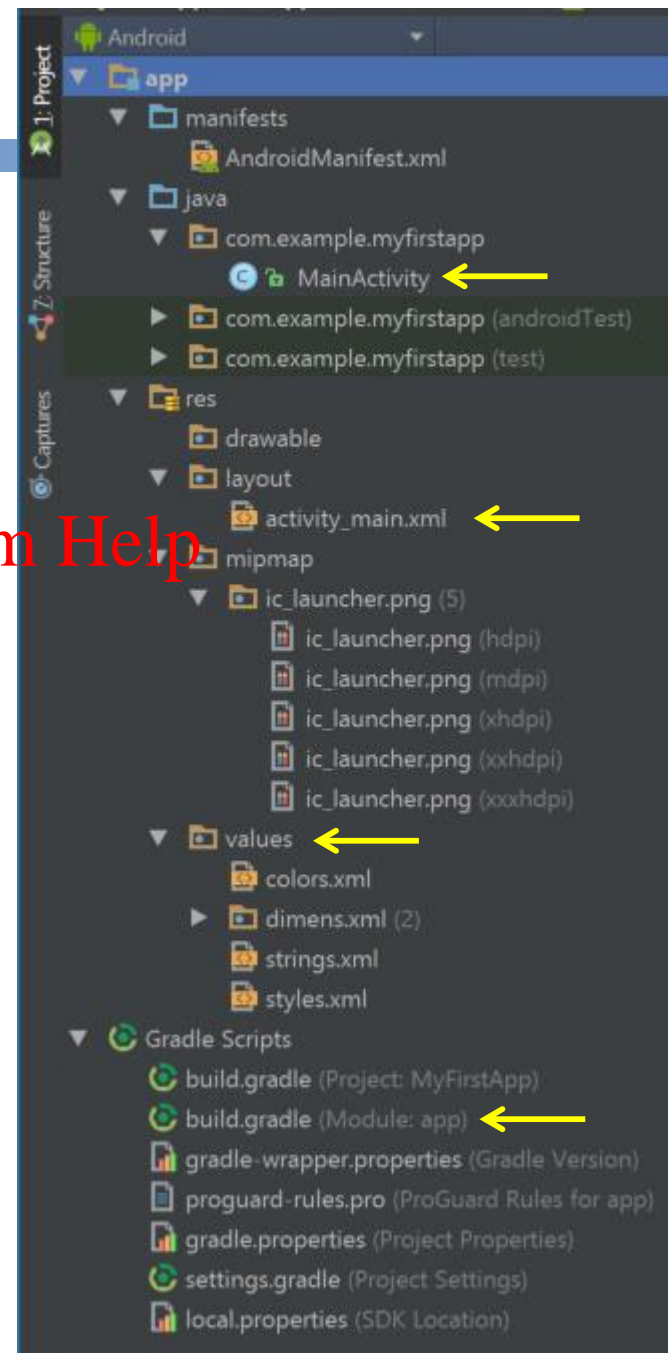 Android
1: Project
app
manifests
AndroidManifest.xml
java
com.example.myfirstapp
MainActivity
7: Structure
com.example.myfirstapp (androidTest)
com.example.myfirstapp (test)
res
drawable
Captures
layout
activity_main.xml
Help
mipmap
ic_launcher.png (5)
ic_launcher.png (hdpi)
ic_launcher.png (mdpi)
ic_launcher.png (xhdpi)
ic_launcher.png (xxhdpi)
ic_launcher.png (xxxhdpi)
values
colors.xml
dimens.xml (2)
strings.xml
styles.xml
Gradle Scripts
build.gradle (Project: MyFirstApp)
build.gradle (Module: app)
gradle-wrapper.properties (Gradle Version)
proguard-rules.pro (ProGuard Rules for app)
gradle.properties (Project Properties)
settings.gradle (Project Settings)
local.properties (SDK Location)